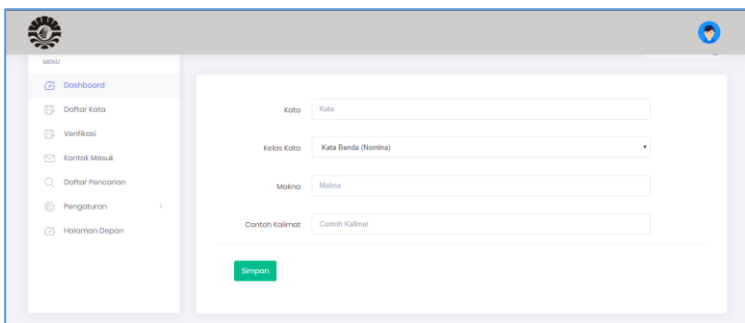 MENU
Dashboard
Daftar Kata
Verifikasi
Kontak Masuk
Daftar Pencarian
Pengaturan
Halaman Depan
Kata
Kata
Kelas Kata
Kata Benda (Nomina)
Makna
Makna
Contoh Kalimat
Contoh Kalimat
Simpan